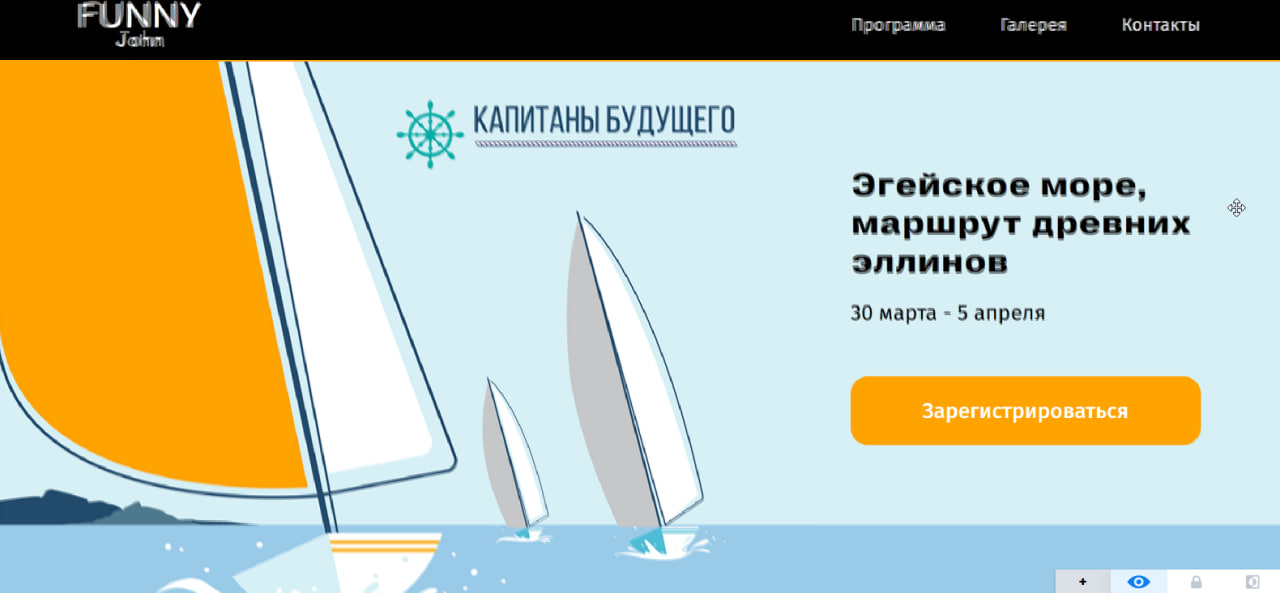 FUNNY
John
Программа Галерея Контакты
КАПИТАНЫ БУДУЩЕГО
Эгейское море,
маршрут древних
эллинов
30 марта - 5 апреля
Зарегистрироваться